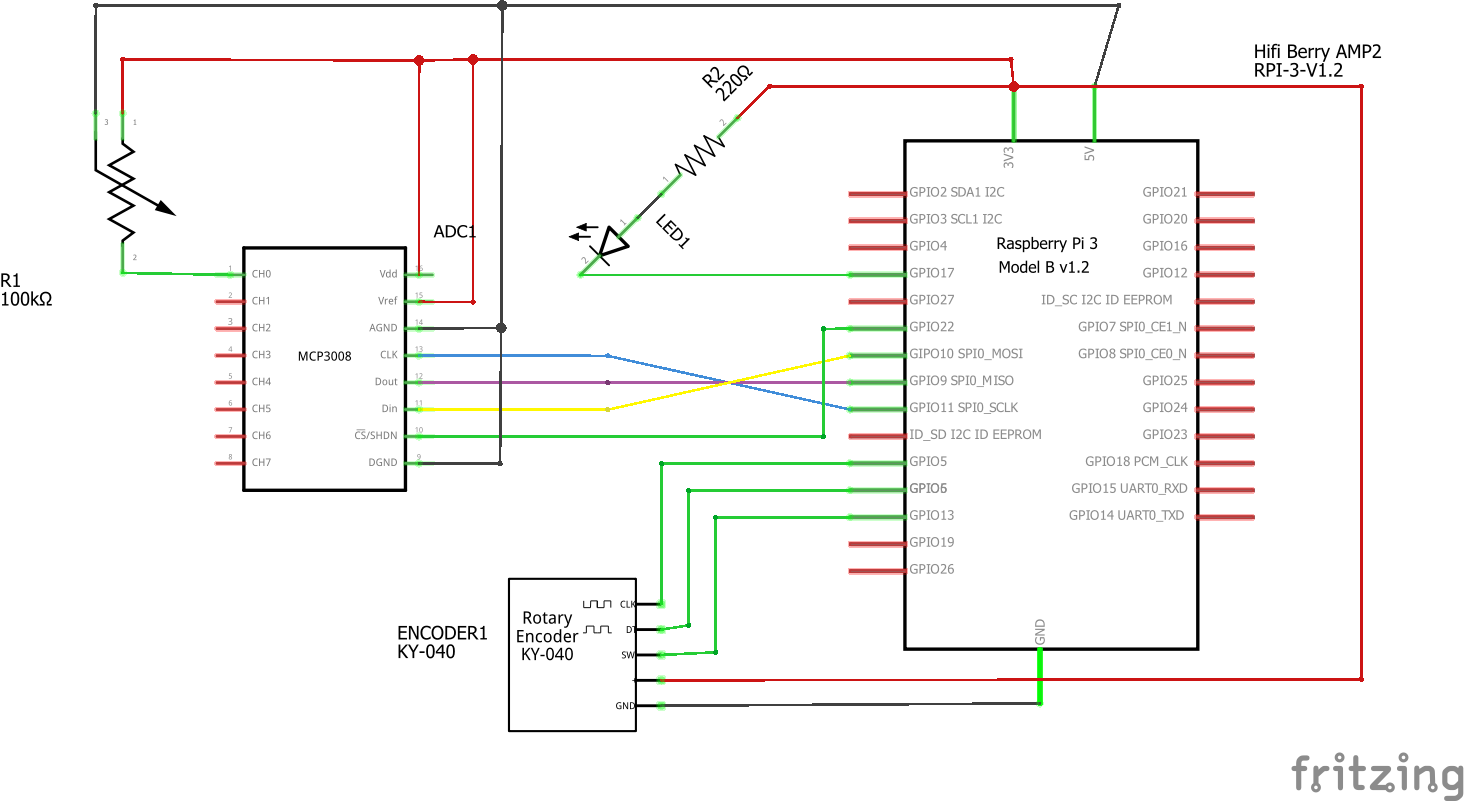 Hifi Berry AMP2
RPI-3-V1.2
R2
220Ω
2
1
3
1
2
3V3
5V
R1
100kΩ
ADC1
LED1
1
2
MCP3008
1
CH0
2
CH1
3
CH2
4
CH3
5
CH4
6
CH5
7
CH6
8
CH7
Vdd
16
Vref
15
AGND
14
CLK
13
Dout
12
Din
11
CS/SHDN
10
DGND
9
Raspberry Pi 3
Model B v1.2
GPIO2 SDA1 I2C
GPIO3 SCL1 I2C
GPIO4
GPIO17
GPIO27
GPIO22
GIPO10 SPI0_MOSI
GPIO9 SPI0_MISO
GPIO11 SPI0_SCLK
ID_SD I2C ID EEPROM
GPIO5
GPIO6
GPIO13
GPIO19
GPIO26
GPIO21
GPIO20
GPIO16
GPIO12
ID_SC I2C ID EEPROM
GPIO7 SPI0_CE1_N
GPIO8 SPI0_CE0_N
GPIO25
GPIO24
GPIO23
GPIO18 PCM_CLK
GPIO15 UART0_RXD
GPIO14 UART0_TXD
GND
ENCODER1
KY-040
Rotary
Encoder
KY-040
CLK
DT
SW
+
GND
fritzing